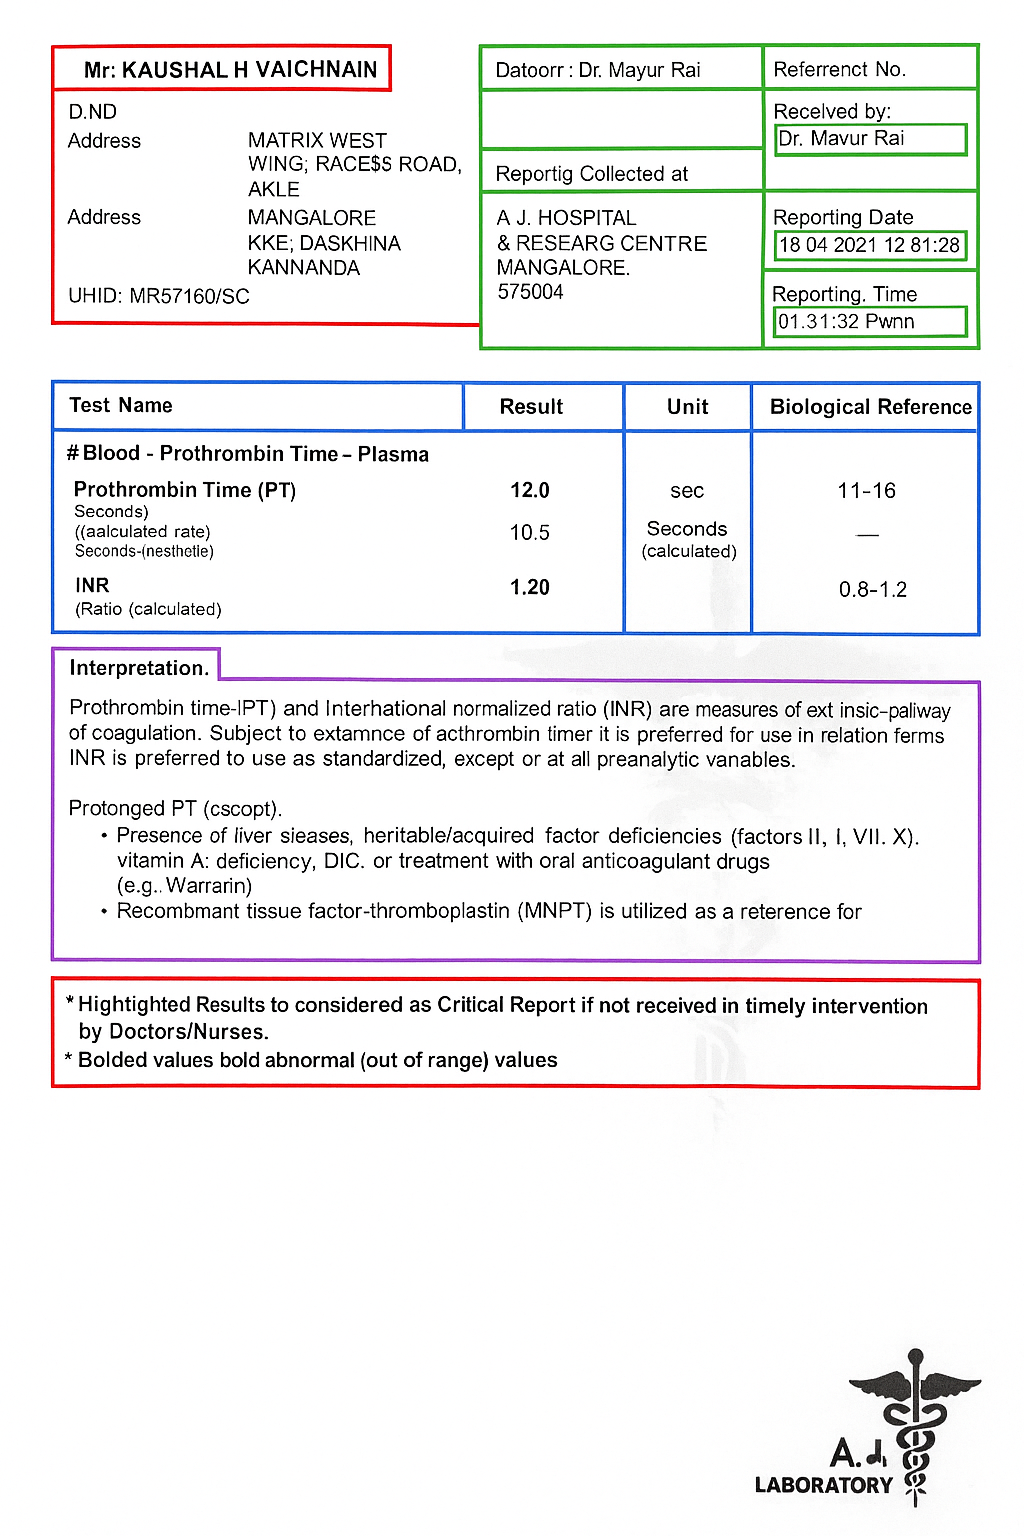 Mr: KAUSHAL H VAICHNAIN
D.ND
Address MATRIX WEST
WING; RACE$S ROAD,
AKLE
Address MANGALORE
KKE; DASKHINA
KANNANDA
UHID: MR57160/SC
Datoorr : Dr. Mayur Rai
Reportig Collected at
A J. HOSPITAL
& RESEARG CENTRE
MANGALORE.
575004
Referrenct No.
Recelved by:
Dr. Mavur Rai
Reporting Date
18 04 2021 12 81:28
Reporting. Time
01.31:32 Pwnn
Test Name Result Unit Biological Reference
# Blood - Prothrombin Time – Plasma
Prothrombin Time (PT) 12.0 sec 11–16
Seconds)
((aalculated rate) 10.5 Seconds —
Seconds-(nesthetie) (calculated)
INR 1.20 0.8–1.2
(Ratio (calculated)
Interpretation.
Prothrombin time-IPT) and Interhational normalized ratio (INR) are measures of ext insic–paliway
of coagulation. Subject to extamnce of acthrombin timer it is preferred for use in relation ferms
INR is preferred to use as standardized, except or at all preanalytic vanables.
Protonged PT (cscopt).
• Presence of liver sieases, heritable/acquired factor deficiencies (factors II, I, VII. X).
vitamin A: deficiency, DIC. or treatment with oral anticoagulant drugs
(e.g.. Warrarin)
• Recombmant tissue factor-thromboplastin (MNPT) is utilized as a reterence for
* Hightighted Results to considered as Critical Report if not received in timely intervention
by Doctors/Nurses.
* Bolded values bold abnormal (out of range) values
A.J.
LABORATORY